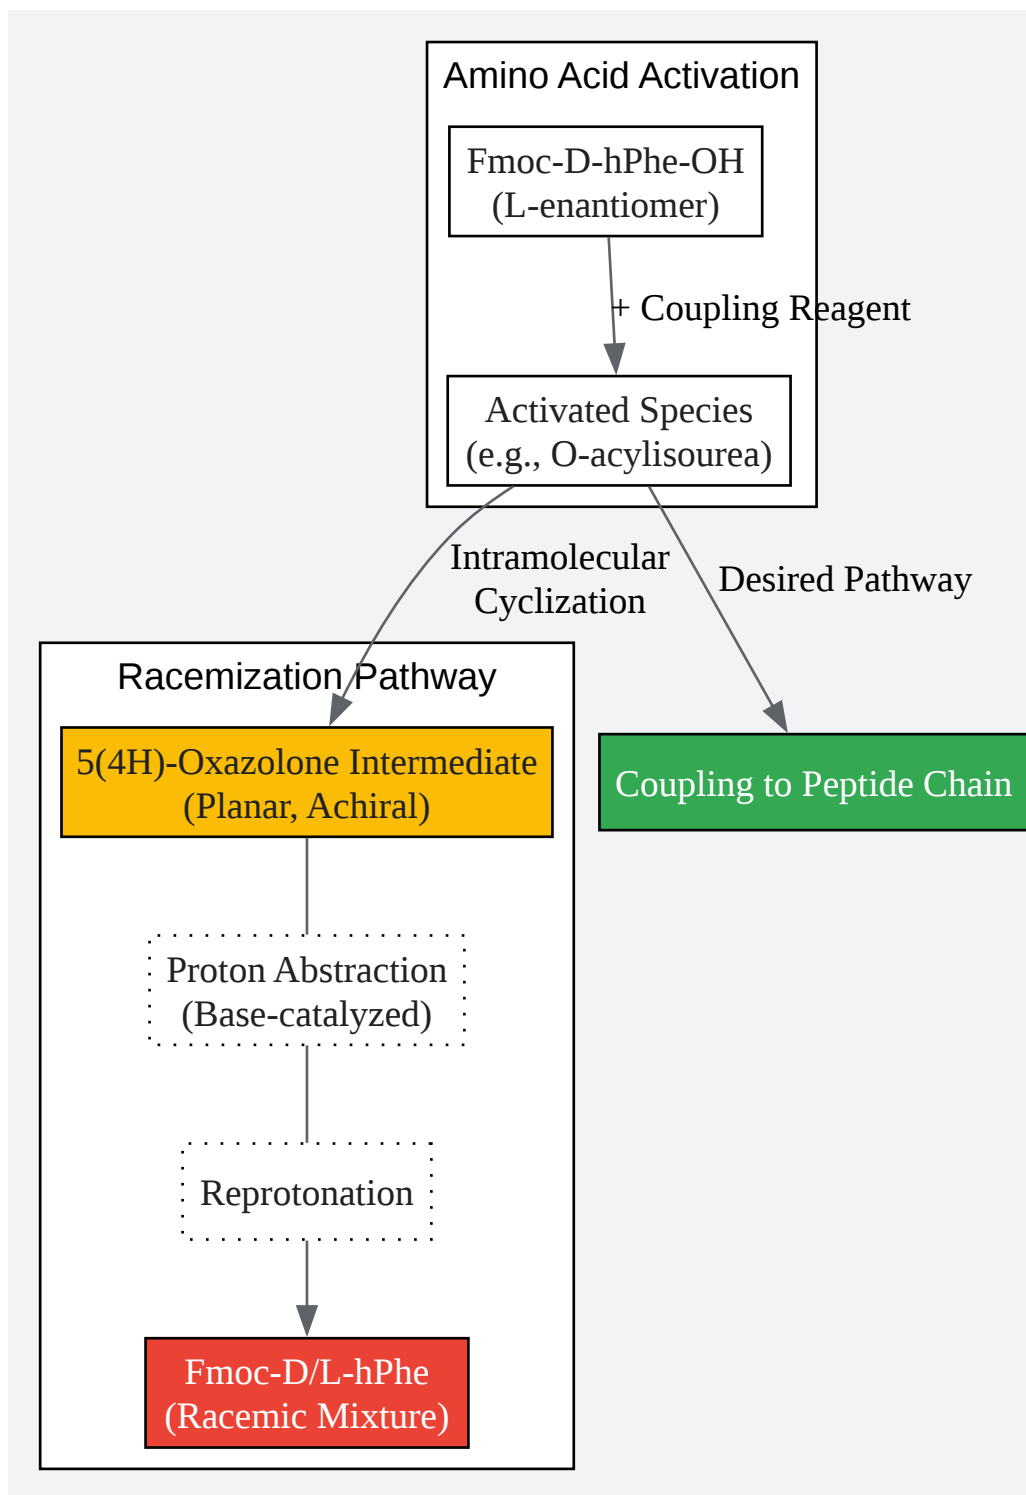 Amino Acid Activation
Fmoc-D-hPhe-OH
(L-enantiomer)
+ Coupling Reagent
Activated Species
(e.g., O-acylisourea)
Intramolecular
Cyclization
Desired Pathway
Racemization Pathway
5(4H)-Oxazolone Intermediate
(Planar, Achiral)
Coupling to Peptide Chain
Proton Abstraction
(Base-catalyzed)
Reprotonation
Fmoc-D/L-hPhe
(Racemic Mixture)